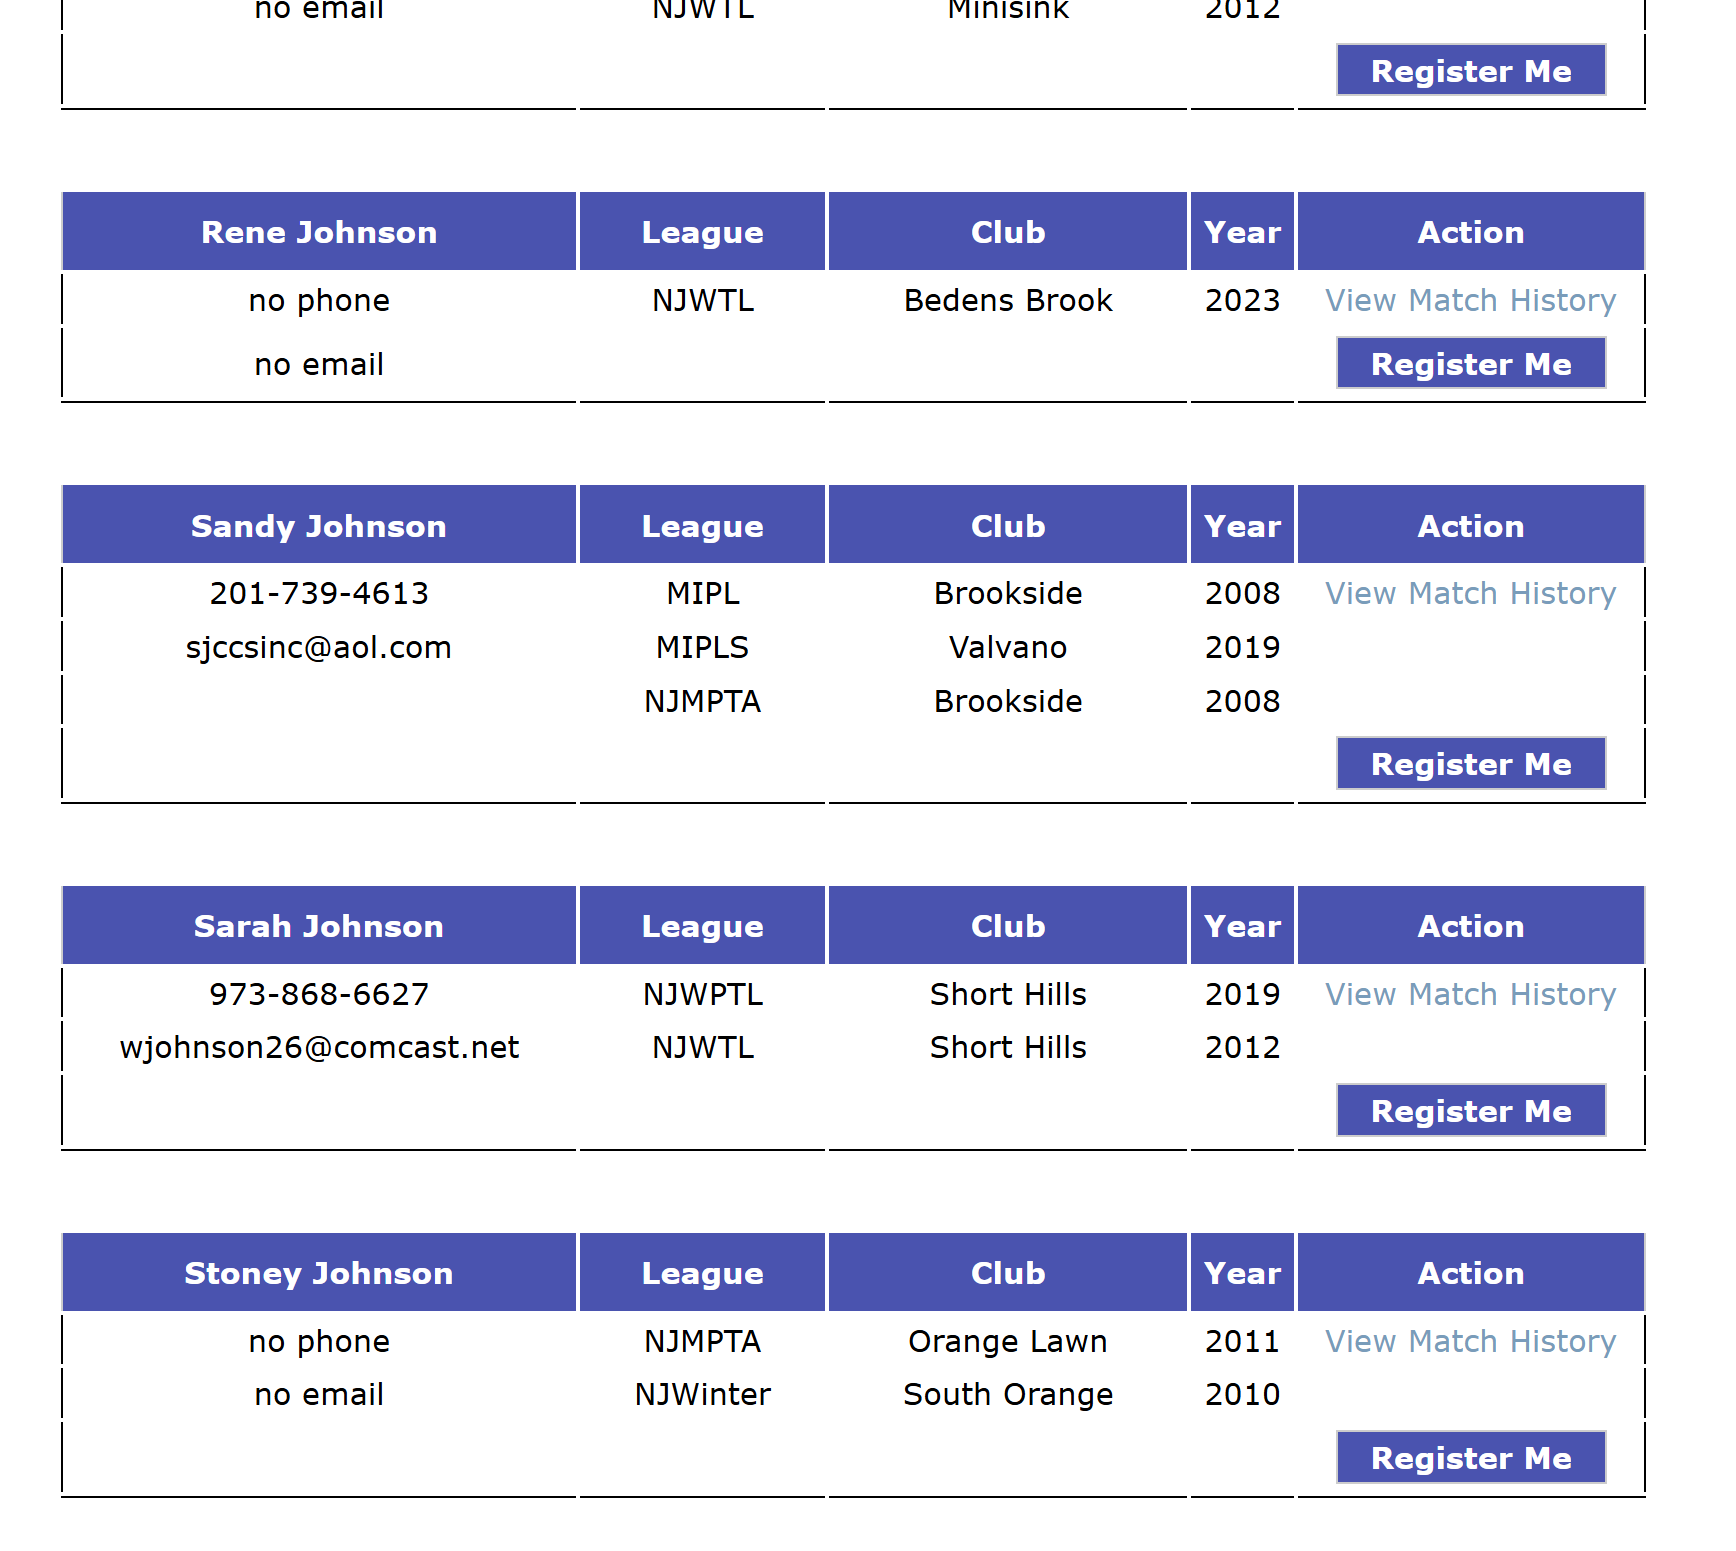 no email NJWTL Minisink 2012
Register Me
Rene Johnson League Club Year Action
no phone NJWTL Bedens Brook 2023 View Match History
no email Register Me
Sandy Johnson League Club Year Action
201-739-4613 MIPL Brookside 2008 View Match History
sjccsinc@aol.com MIPLS Valvano 2019
NJMPTA Brookside 2008
Register Me
Sarah Johnson League Club Year Action
973-868-6627 NJWPTL Short Hills 2019 View Match History
wjohnson26@comcast.net NJWTL Short Hills 2012
Register Me
Stoney Johnson League Club Year Action
no phone NJMPTA Orange Lawn 2011 View Match History
no email NJWinter South Orange 2010
Register Me